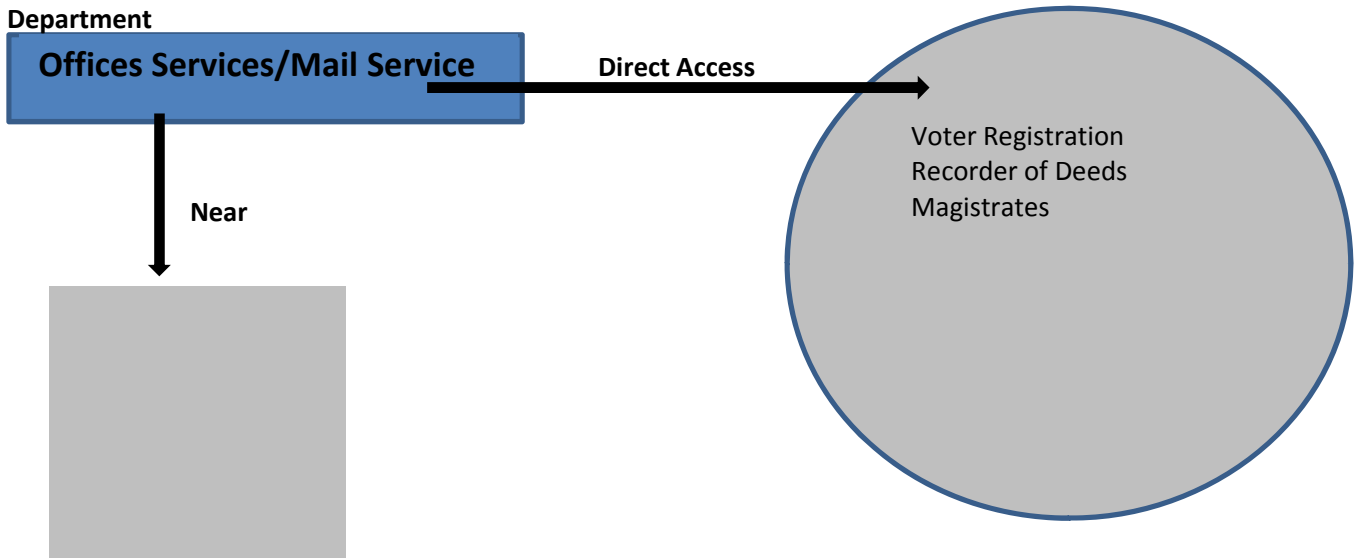 Department
Offices Services/Mail Service
Direct Access
Voter Registration
Recorder of Deeds
Magistrates
Near